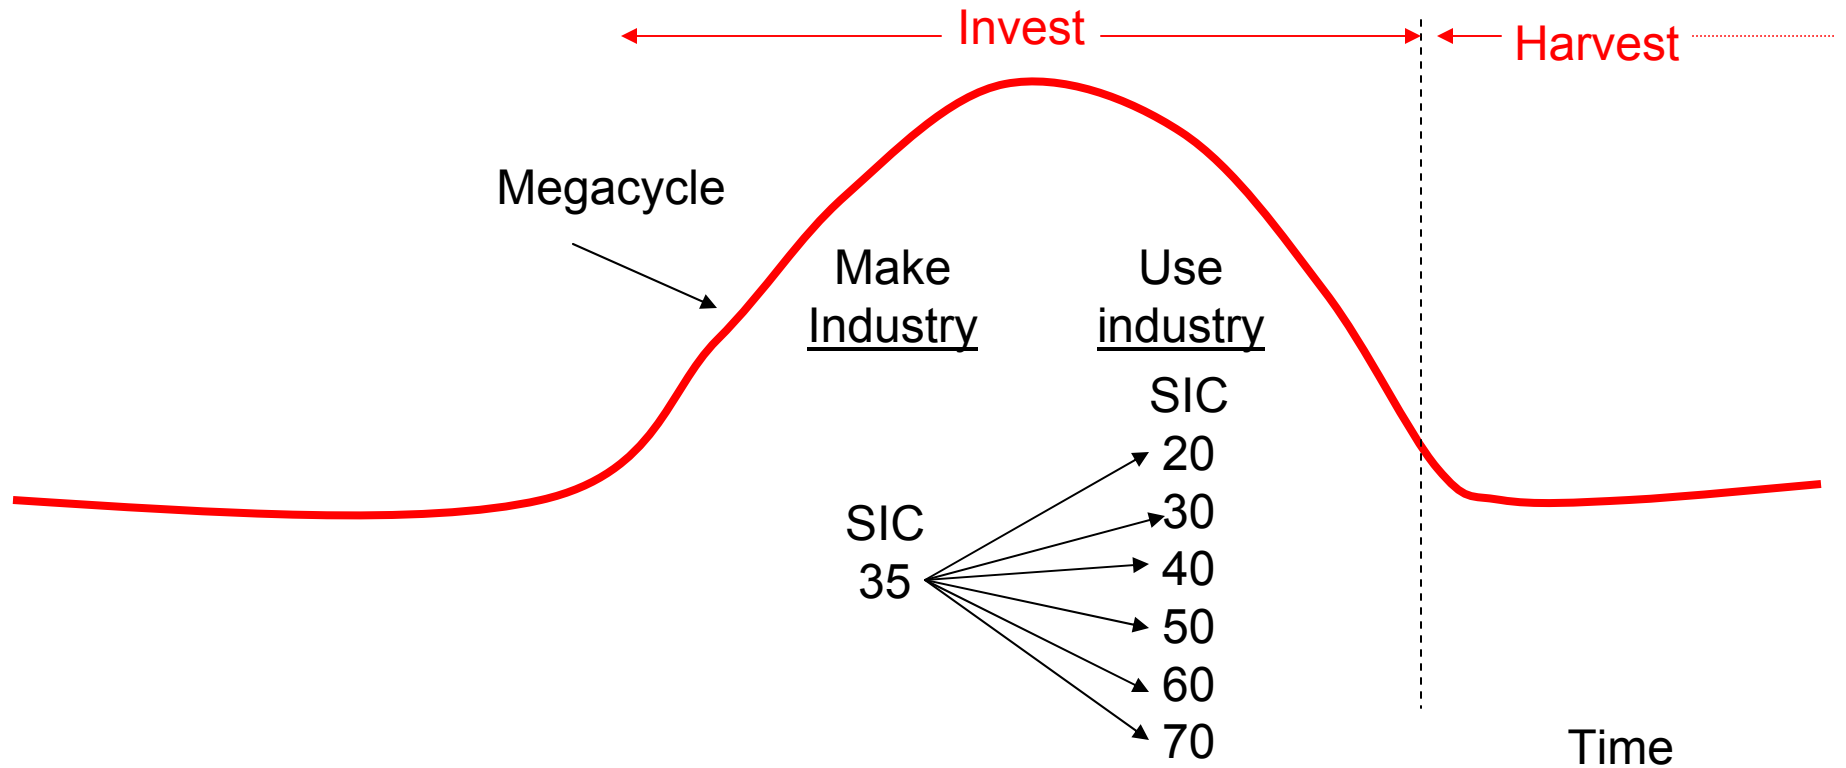 Invest
Harvest
Megacycle
Make
Industry
Use
industry
SIC
20
30
40
50
60
70
SIC
35
Time